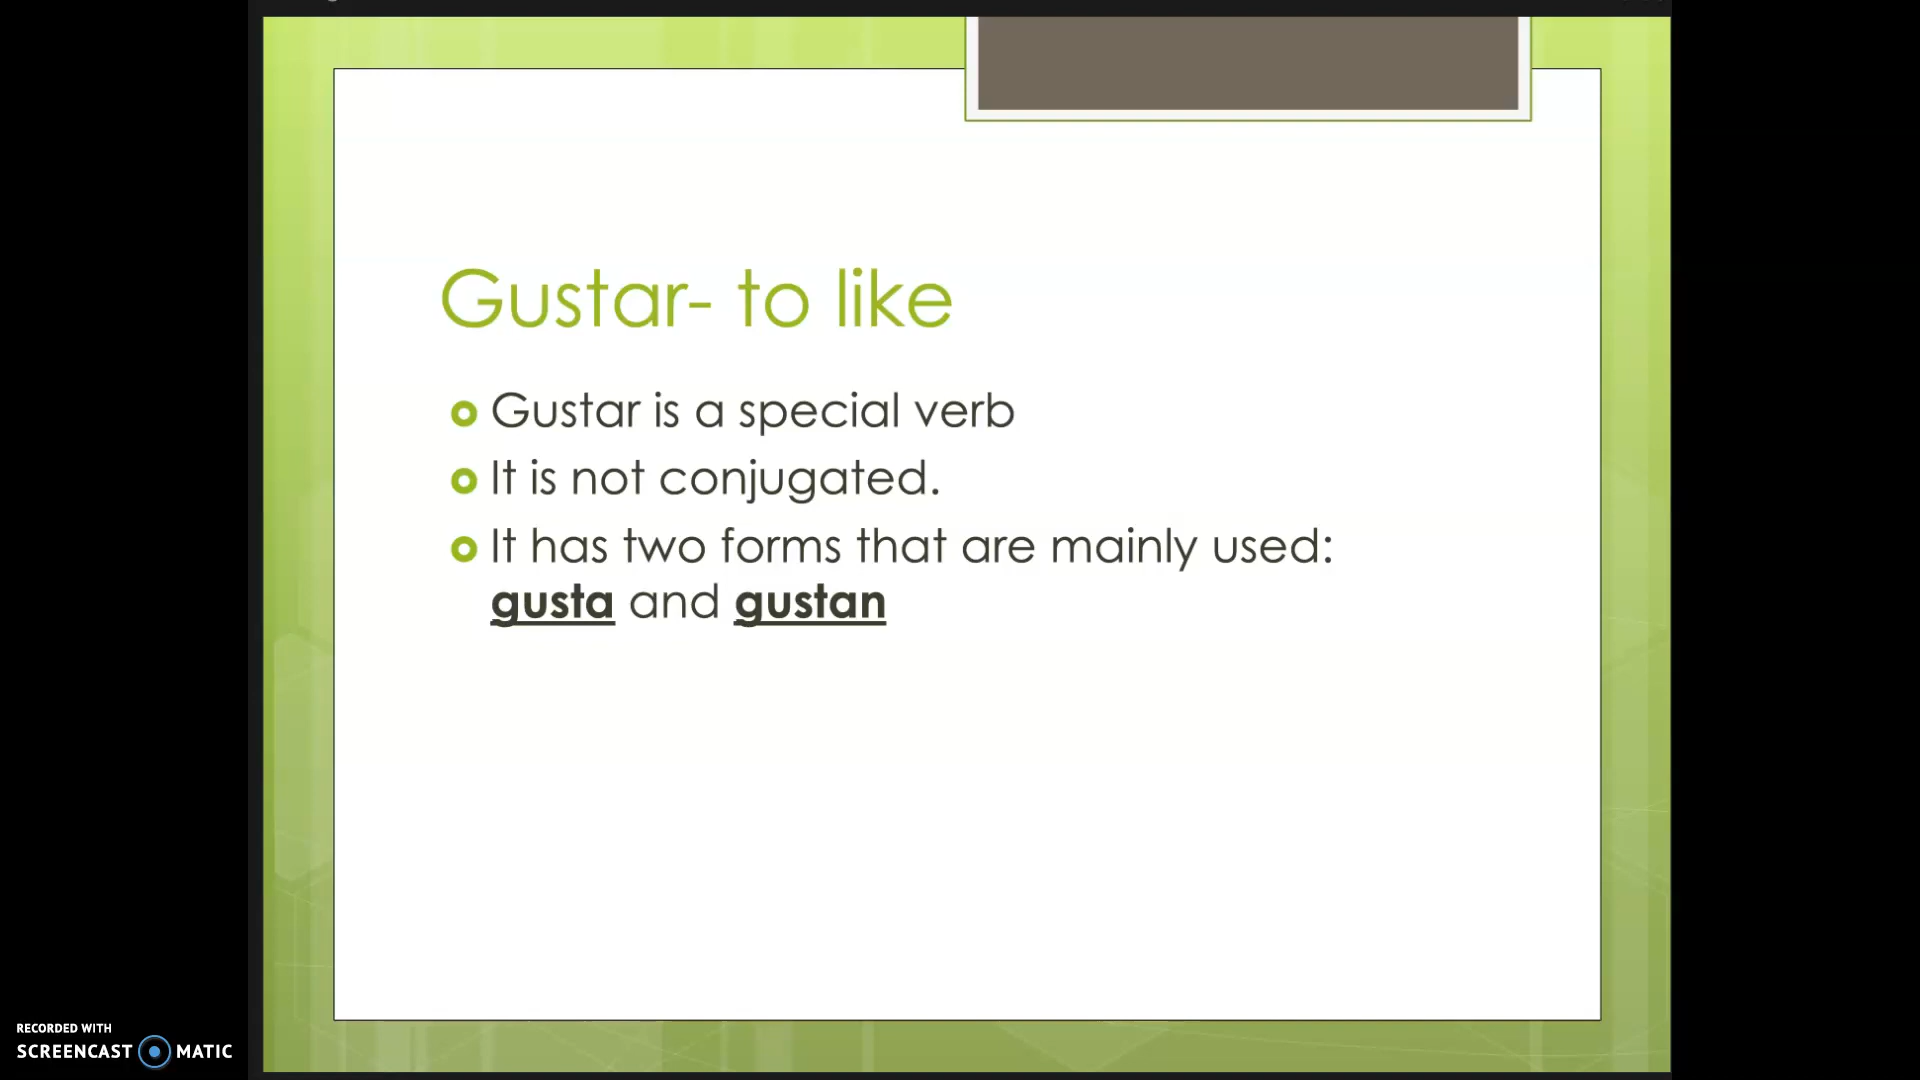 Gustar- to like
Gustar is a special verb
It is not conjugated.
It has two forms that are mainly used:
gusta and gustan
RECORDED WITH
SCREENCAST MATIC